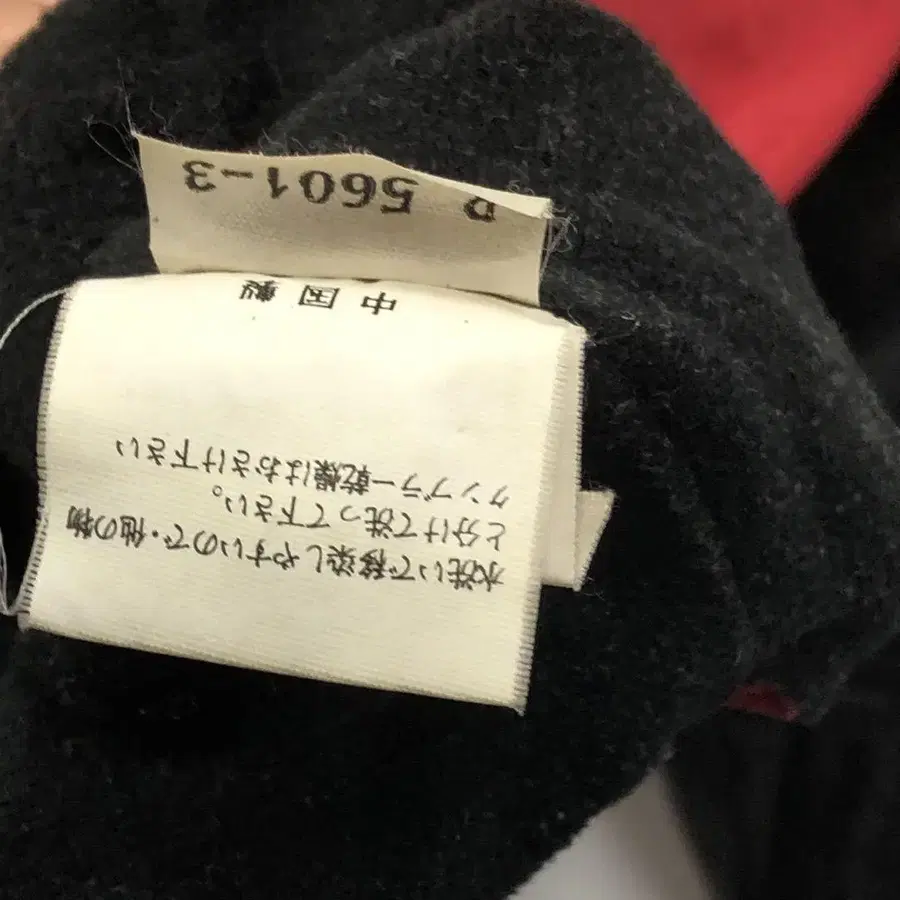 水洗いで移染しやすいので、他の物
と分けて洗って下さい。
タンブラー乾燥はおさけ下さい
中国製
5601-3